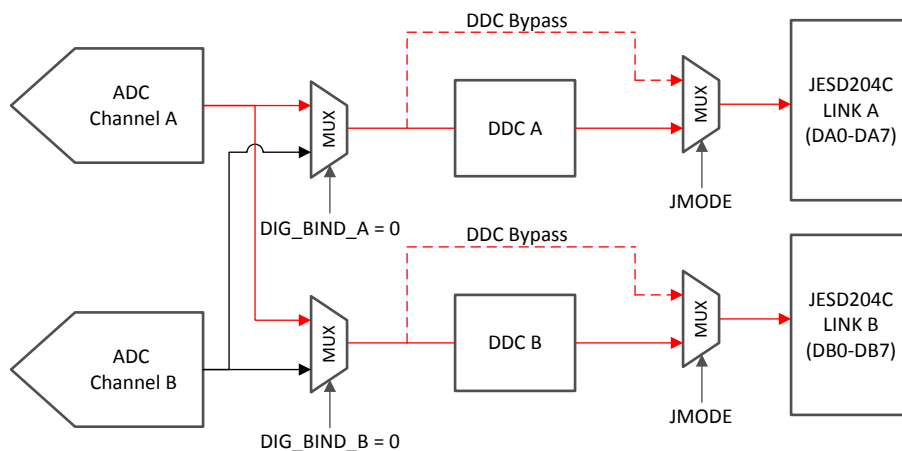 DDC Bypass
ADC
Channel A
MUX
DDC A
MUX
JESD204C
LINK A
(DA0-DA7)
DIG_BIND_A = 0
JMODE
DDC Bypass
ADC
Channel B
MUX
DDC B
MUX
JESD204C
LINK B
(DB0-DB7)
DIG_BIND_B = 0
JMODE